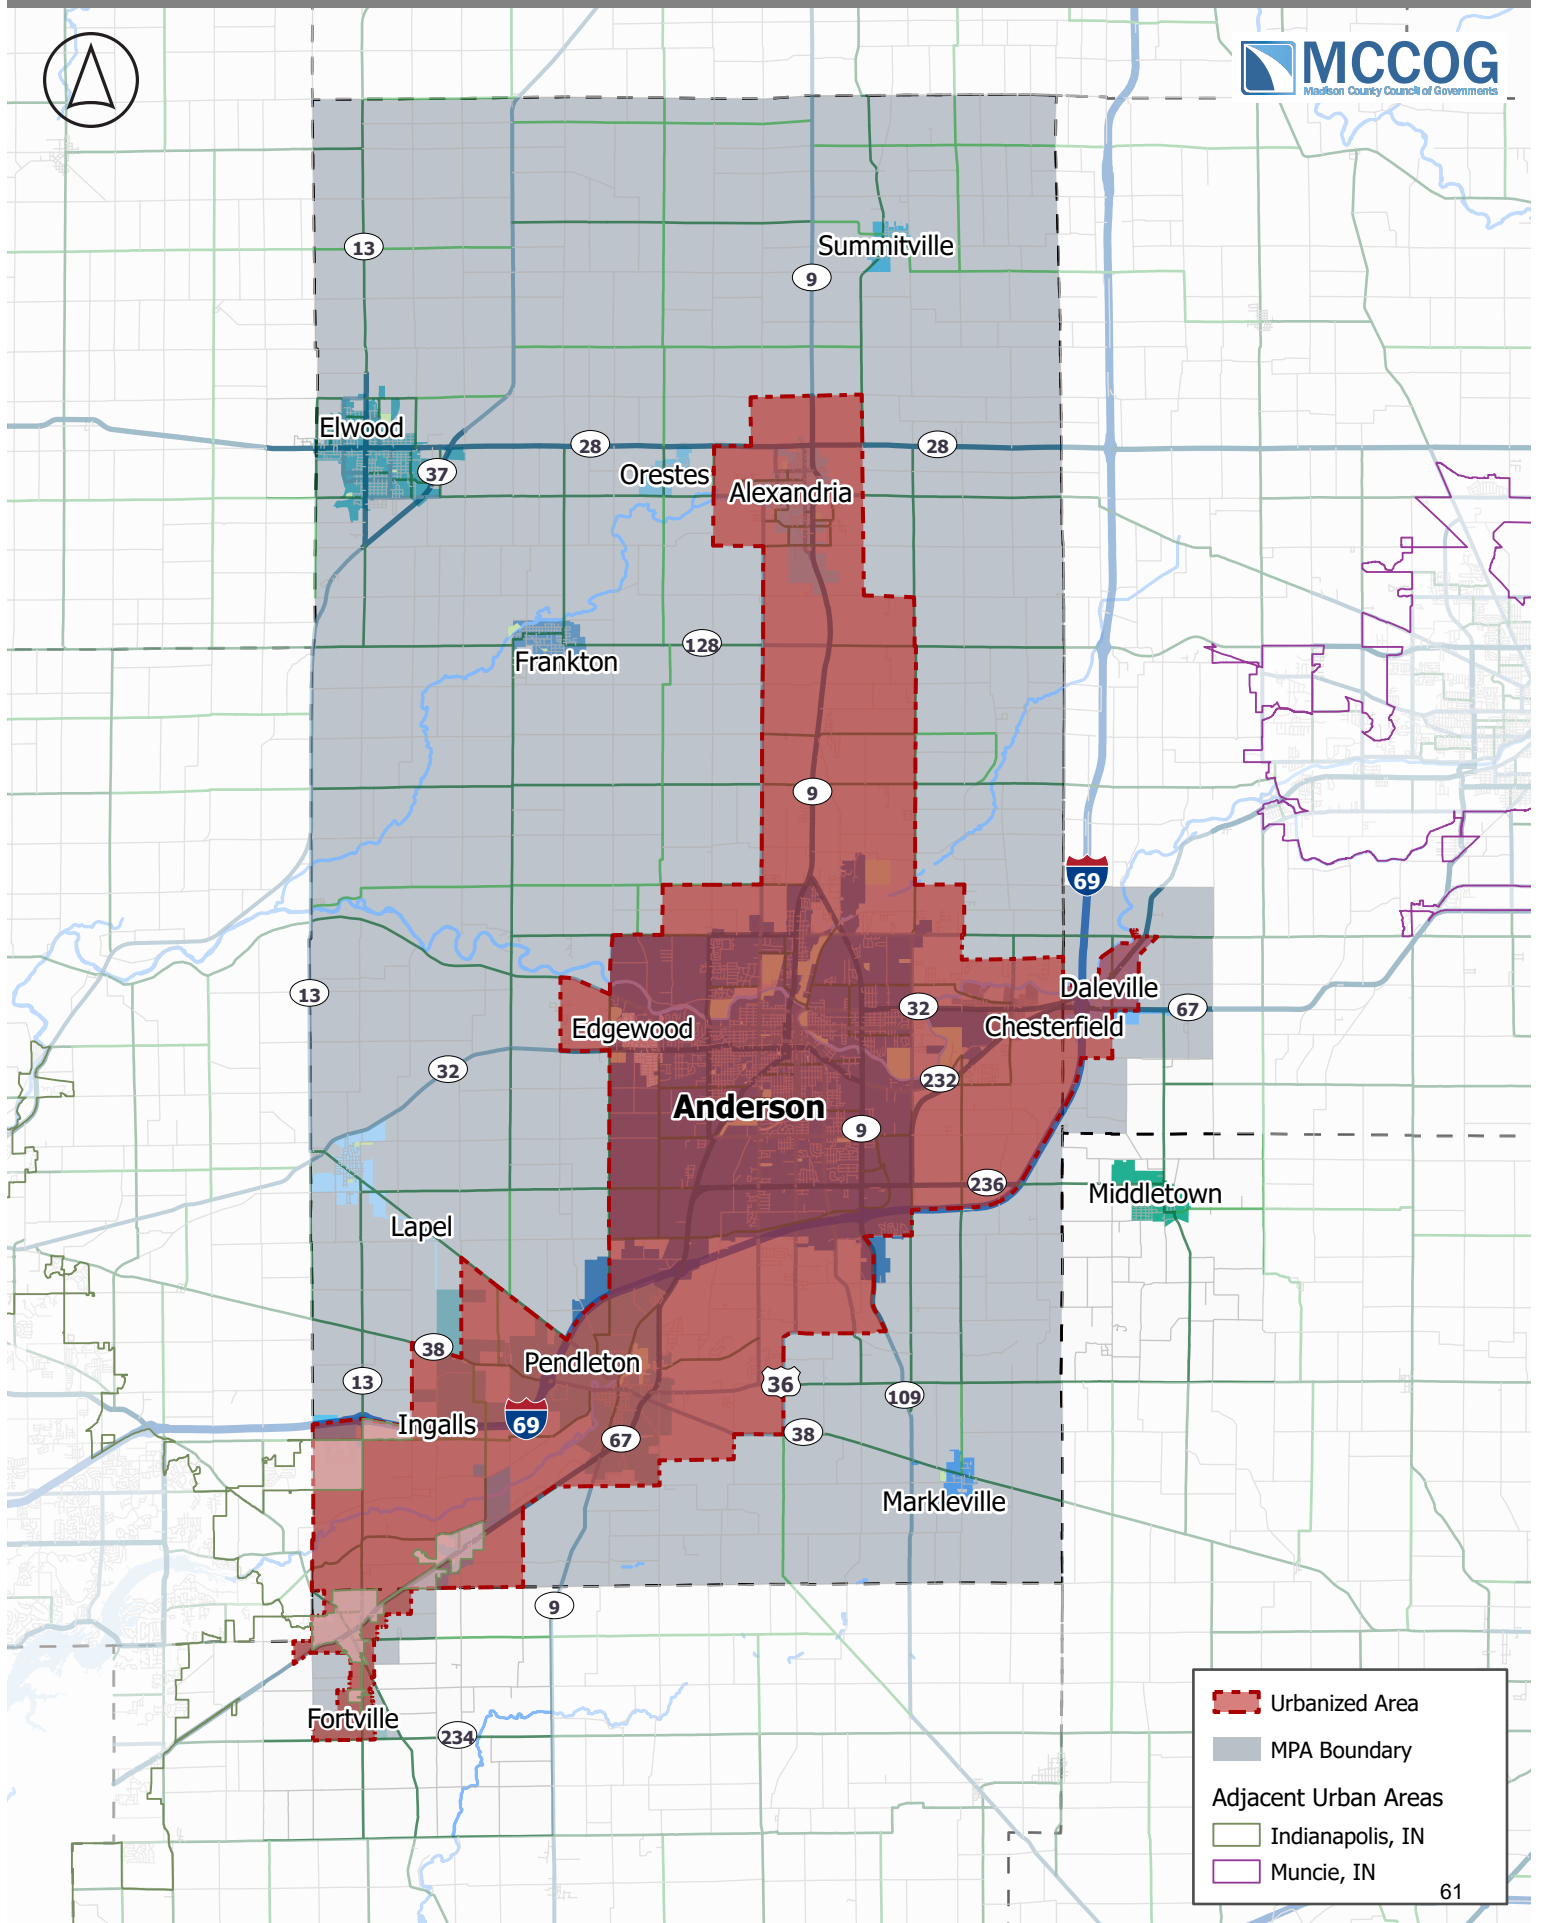 MCCOG
Madison County Council of Governments
13
Summitville
9
Elwood
28
28
37
Orestes
Alexandria
128
Frankton
9
69
13
Daleville
32
67
Edgewood
Chesterfield
32
232
Anderson
9
236
Middletown
Lapel
38
Pendleton
13
36
109
Ingalls
69
67
38
Markleville
9
Fortville
234
Urbanized Area
MPA Boundary
Adjacent Urban Areas
Indianapolis, IN
Muncie, IN
61